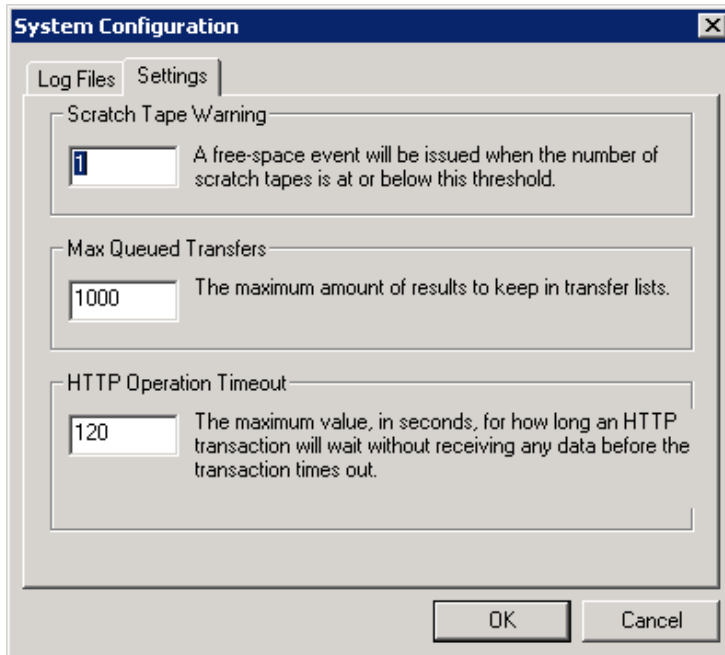 System Configuration
Log Files
Settings
Scratch Tape Warning
1
A free-space event will be issued when the number of
scratch tapes is at or below this threshold.
Max Queued Transfers
1000
The maximum amount of results to keep in transfer lists.
HTTP Operation Timeout
120
The maximum value, in seconds, for how long an HTTP
transaction will wait without receiving any data before the
transaction times out.
OK
Cancel